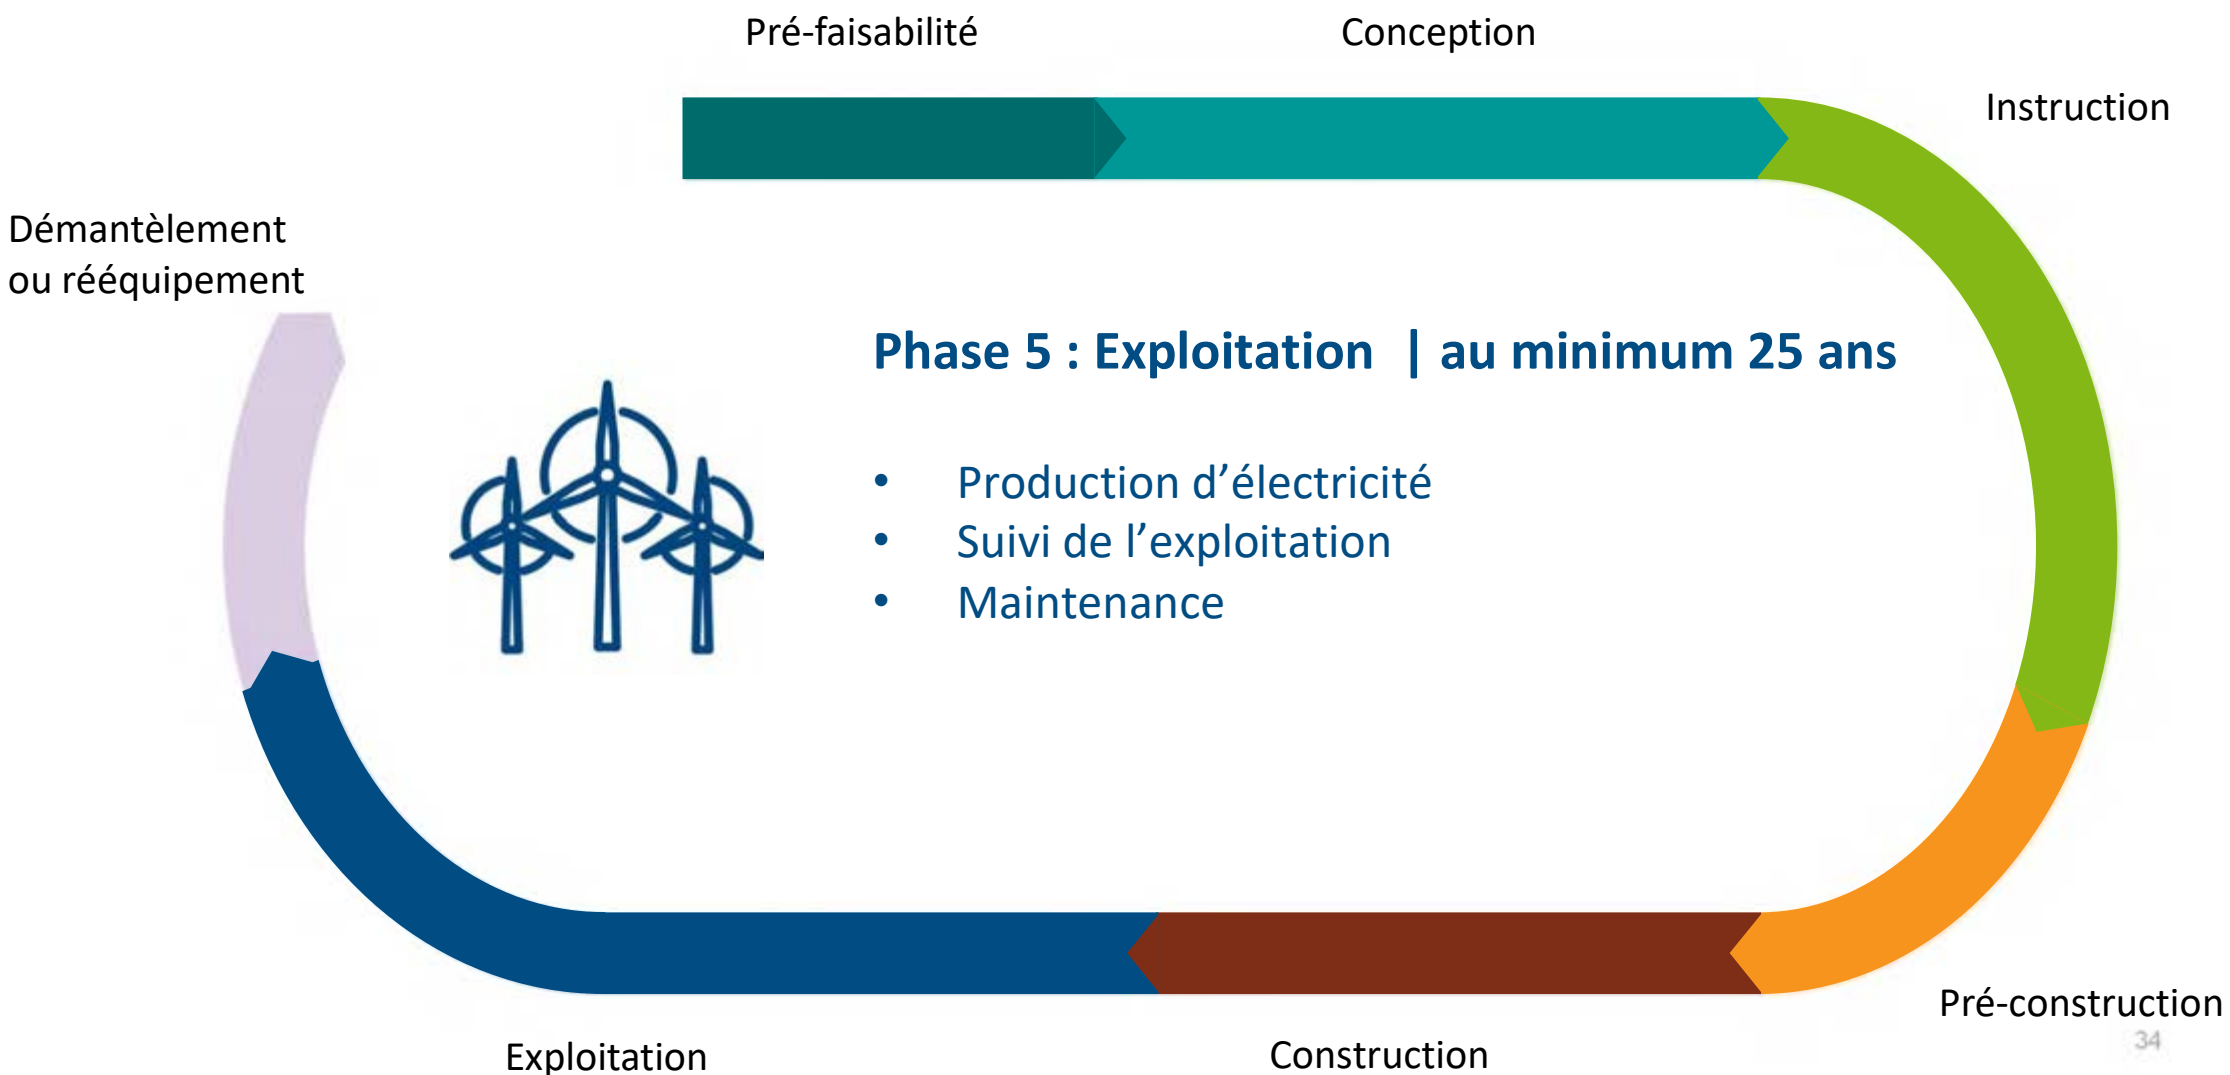 Pré-faisabilité
Conception
Instruction
Démantèlement
ou rééquipement
Phase 5 : Exploitation | au minimum 25 ans
• Production d’électricité
• Suivi de l’exploitation
• Maintenance
Pré-construction
34
Exploitation
Construction